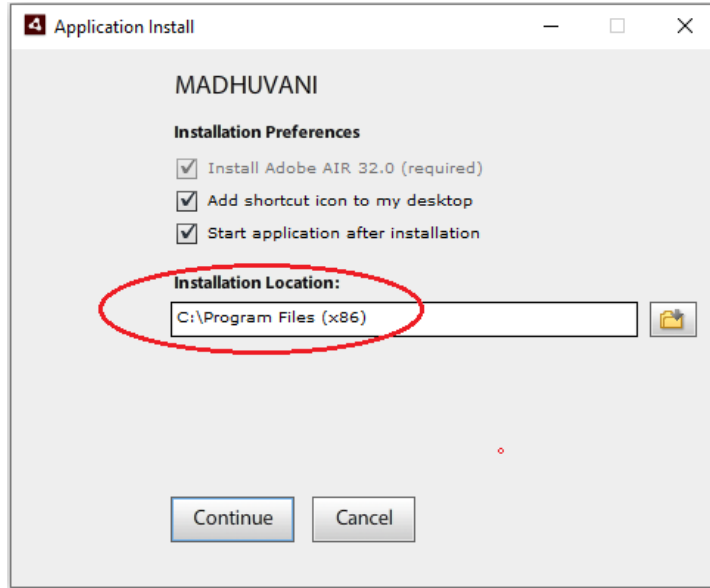 Application Install
MADHUVANI
Installation Preferences
Install Adobe AIR 32.0 (required)
Add shortcut icon to my desktop
Start application after installation
Installation Location:
C:\Program Files (x86)
Continue Cancel